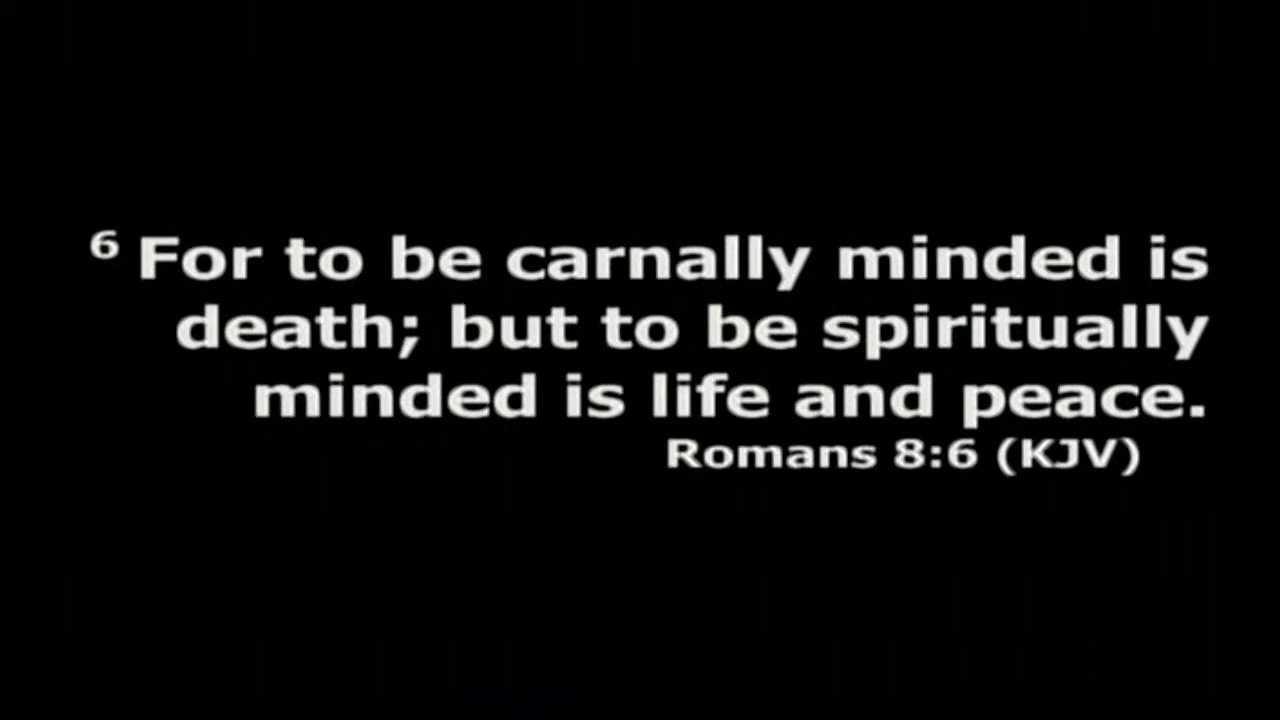 ⁶ For to be carnally minded is
death; but to be spiritually
minded is life and peace.
Romans 8:6 (KJV)